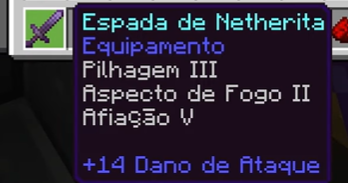 Espada de Netherita
Equipamento
Pilhagem III
Aspecto de Fogo II
Afiação V
+14 Dano de Ataque